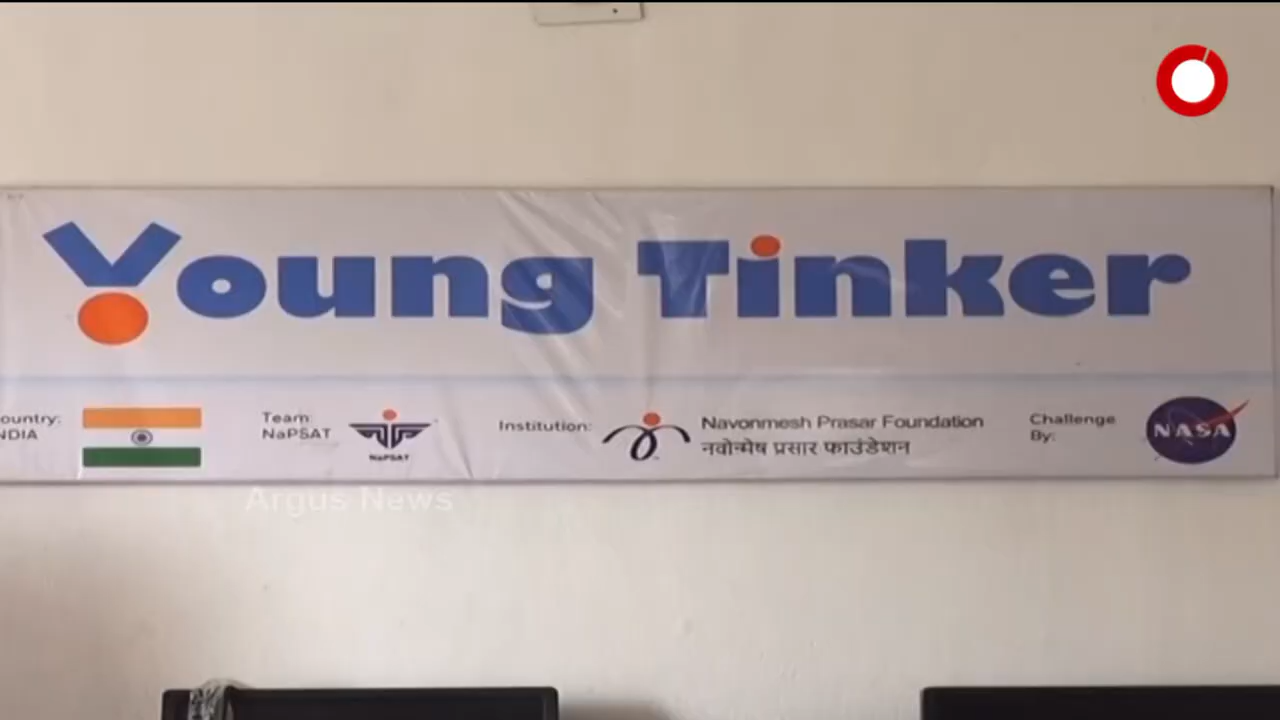 Young Tinker
ountry:
NDIA
Team:
NaPSAT
NaPSAT
Institution:
Navonmesh Prasar Foundation
नवोन्मेष प्रसार फाउंडेशन
Challenge
By:
NASA
Argus News